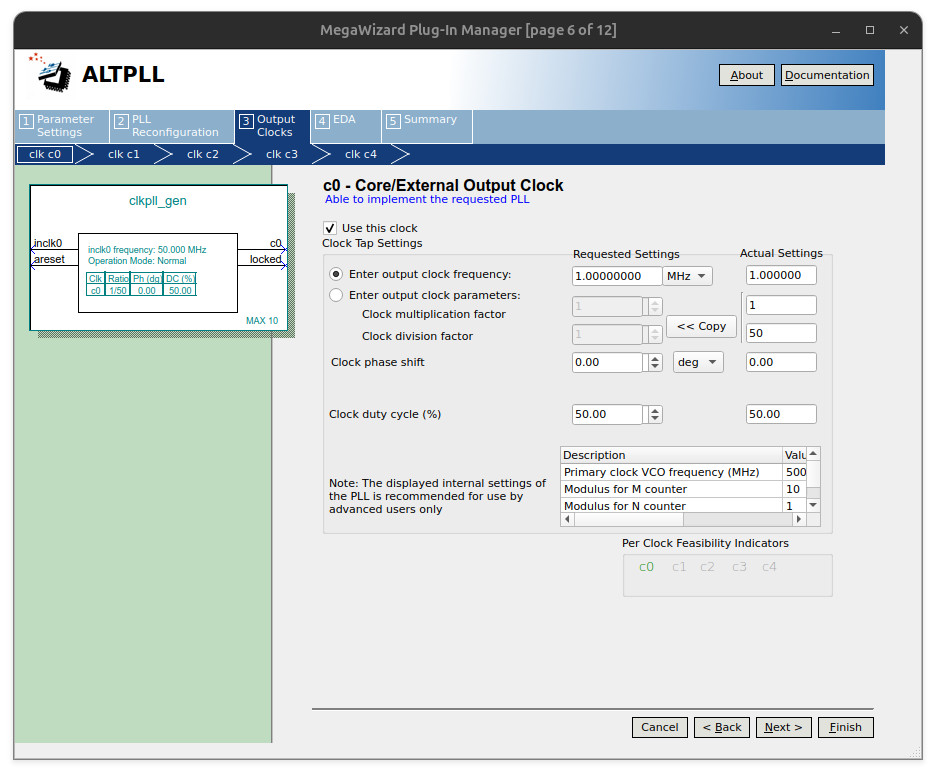 MegaWizard Plug-In Manager [page 6 of 12]
ALTPLL
About
Documentation
1 Parameter Settings
2 PLL Reconfiguration
3 Output Clocks
4 EDA
5 Summary
clk c0
clk c1
clk c2
clk c3
clk c4
clkpll_gen
inclk0
areset
inclk0 frequency: 50.000 MHz
Operation Mode: Normal
Clk Ratio Ph (dg) DC (%)
c0 1/50 0.00 50.00
c0
locked
MAX 10
c0 - Core/External Output Clock
Able to implement the requested PLL
Use this clock
Clock Tap Settings
Requested Settings
Actual Settings
Enter output clock frequency:
1.00000000
MHz
1.000000
Enter output clock parameters:
Clock multiplication factor
1
1
Clock division factor
1
<< Copy
50
Clock phase shift
0.00
deg
0.00
Clock duty cycle (%)
50.00
50.00
Note: The displayed internal settings of
the PLL is recommended for use by
advanced users only
Description Valu
Primary clock VCO frequency (MHz) 500
Modulus for M counter 10
Modulus for N counter 1
Per Clock Feasibility Indicators
c0 c1 c2 c3 c4
Cancel
< Back
Next >
Finish